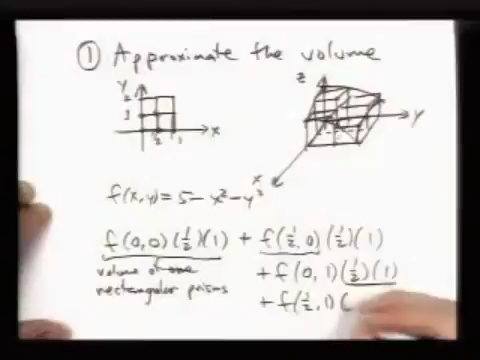 ① Approximate the volume
Y Z
2
1
X Y
½ 1
X
f(x,y) = 5 - x² - y²
f(0,0)(½)(1) + f(½,0)(½)(1)
volume of one + f(0,1)(½)(1)
rectangular prisms + f(½,1)(